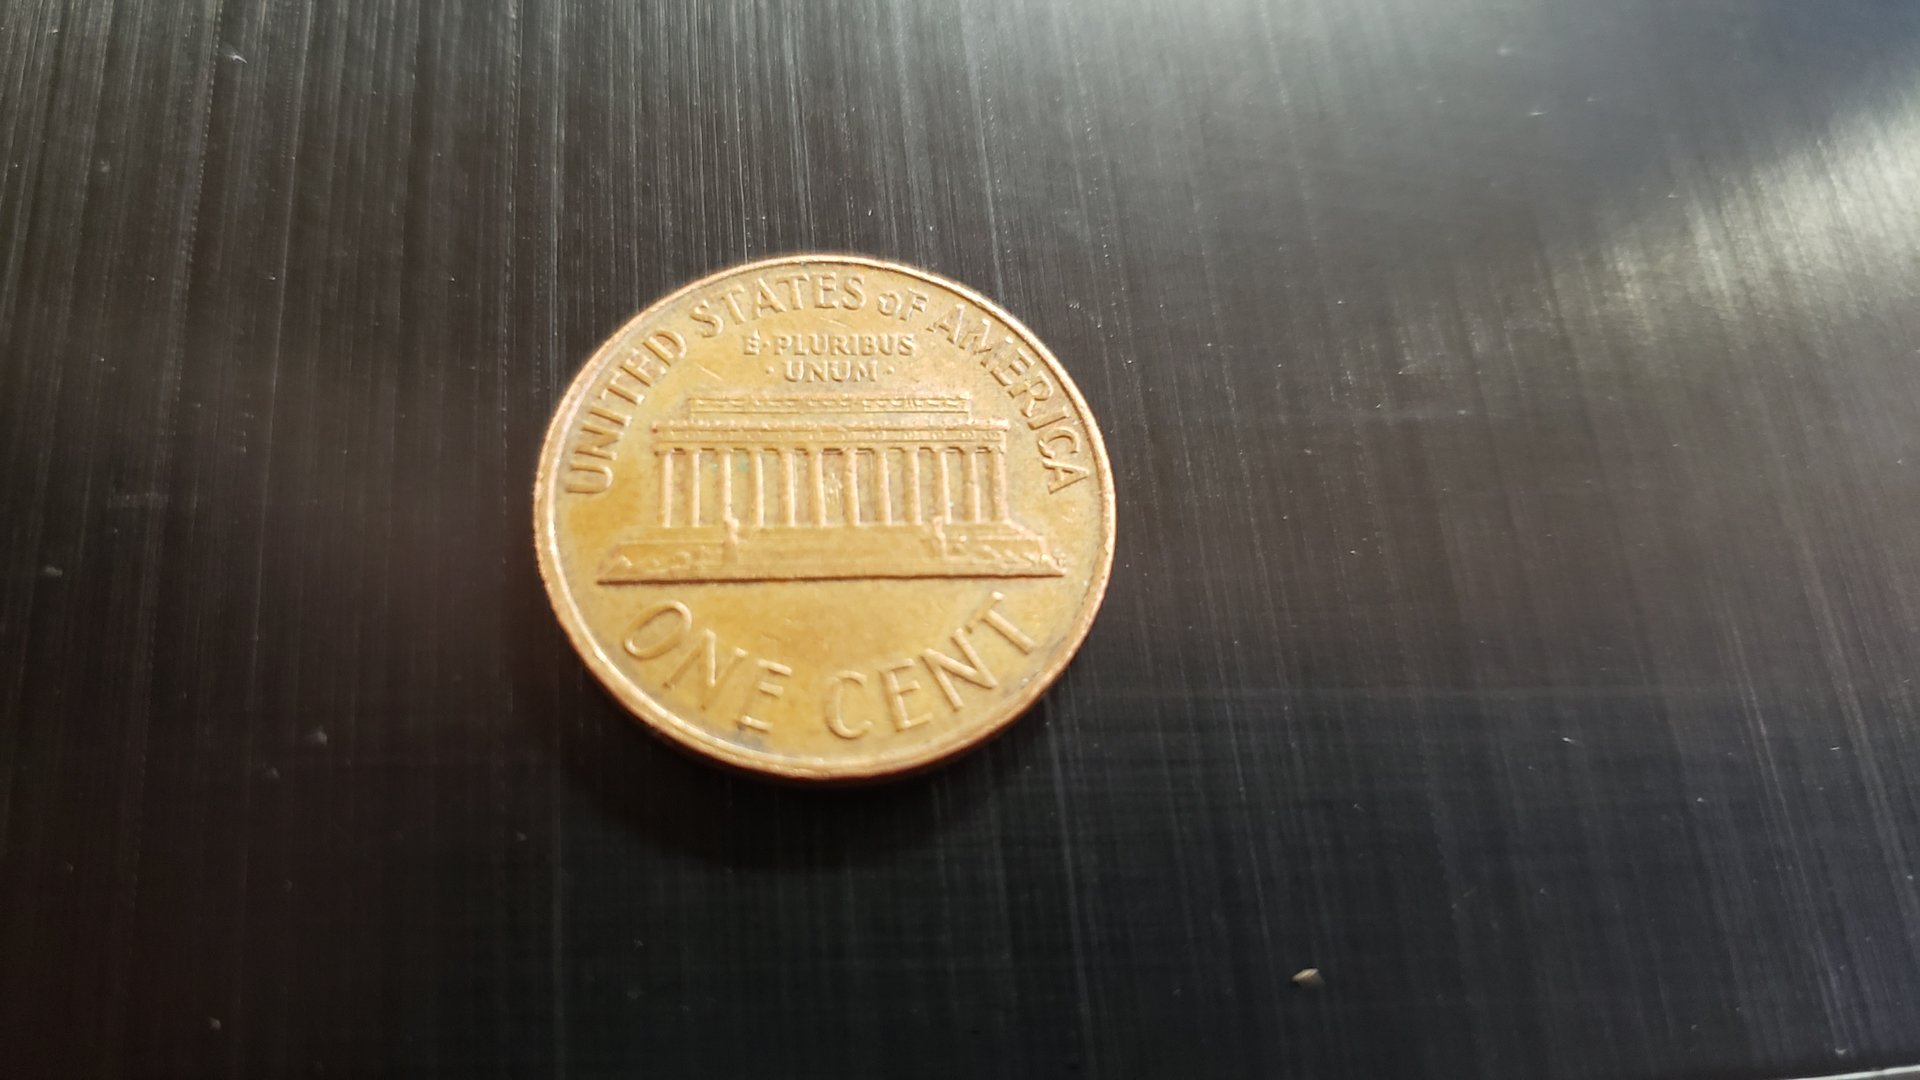 UNITED STATES OF AMERICA
E·PLURIBUS
·UNUM·
ONE CENT